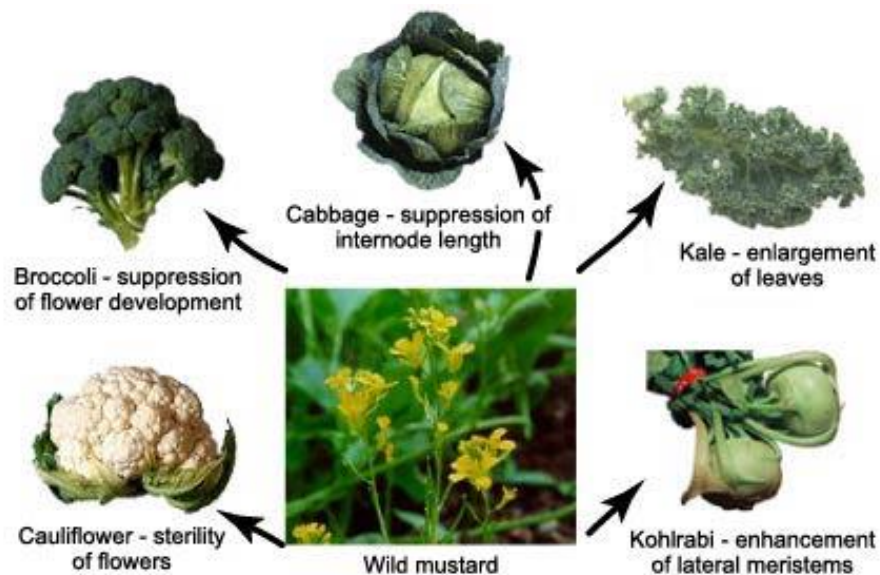 Cabbage - suppression of
internode length
Broccoli - suppression
of flower development
Kale - enlargement
of leaves
Cauliflower - sterility
of flowers
Wild mustard
Kohlrabi - enhancement
of lateral meristems